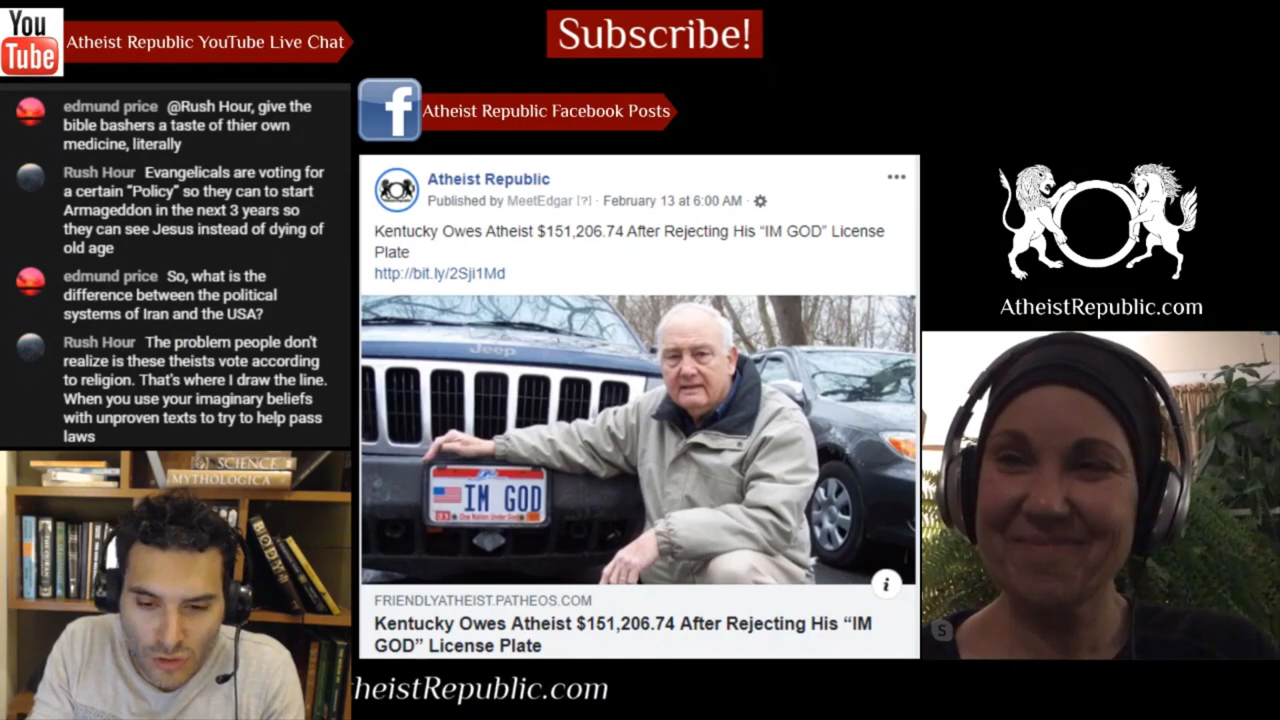 You
Tube
Atheist Republic YouTube Live Chat
Subscribe!
edmund price @Rush Hour, give the
bible bashers a taste of thier own
medicine, literally
Rush Hour Evangelicals are voting for
a certain “Policy” so they can to start
Armageddon in the next 3 years so
they can see Jesus instead of dying of
old age
edmund price So, what is the
difference between the political
systems of Iran and the USA?
Rush Hour The problem people don't
realize is these theists vote according
to religion. That's where I draw the line.
When you use your imaginary beliefs
with unproven texts to try to help pass
laws
f
Atheist Republic Facebook Posts
Atheist Republic
Published by MeetEdgar [?] · February 13 at 6:00 AM ·
Kentucky Owes Atheist $151,206.74 After Rejecting His “IM GOD” License
Plate
http://bit.ly/2Sji1Md
Jeep
IM GOD
One Nation Under God
i
FRIENDLYATHEIST.PATHEOS.COM
Kentucky Owes Atheist $151,206.74 After Rejecting His “IM
GOD” License Plate
AtheistRepublic.com
SCIENCE
MYTHOLOGICA
BODY
S
theistRepublic.com